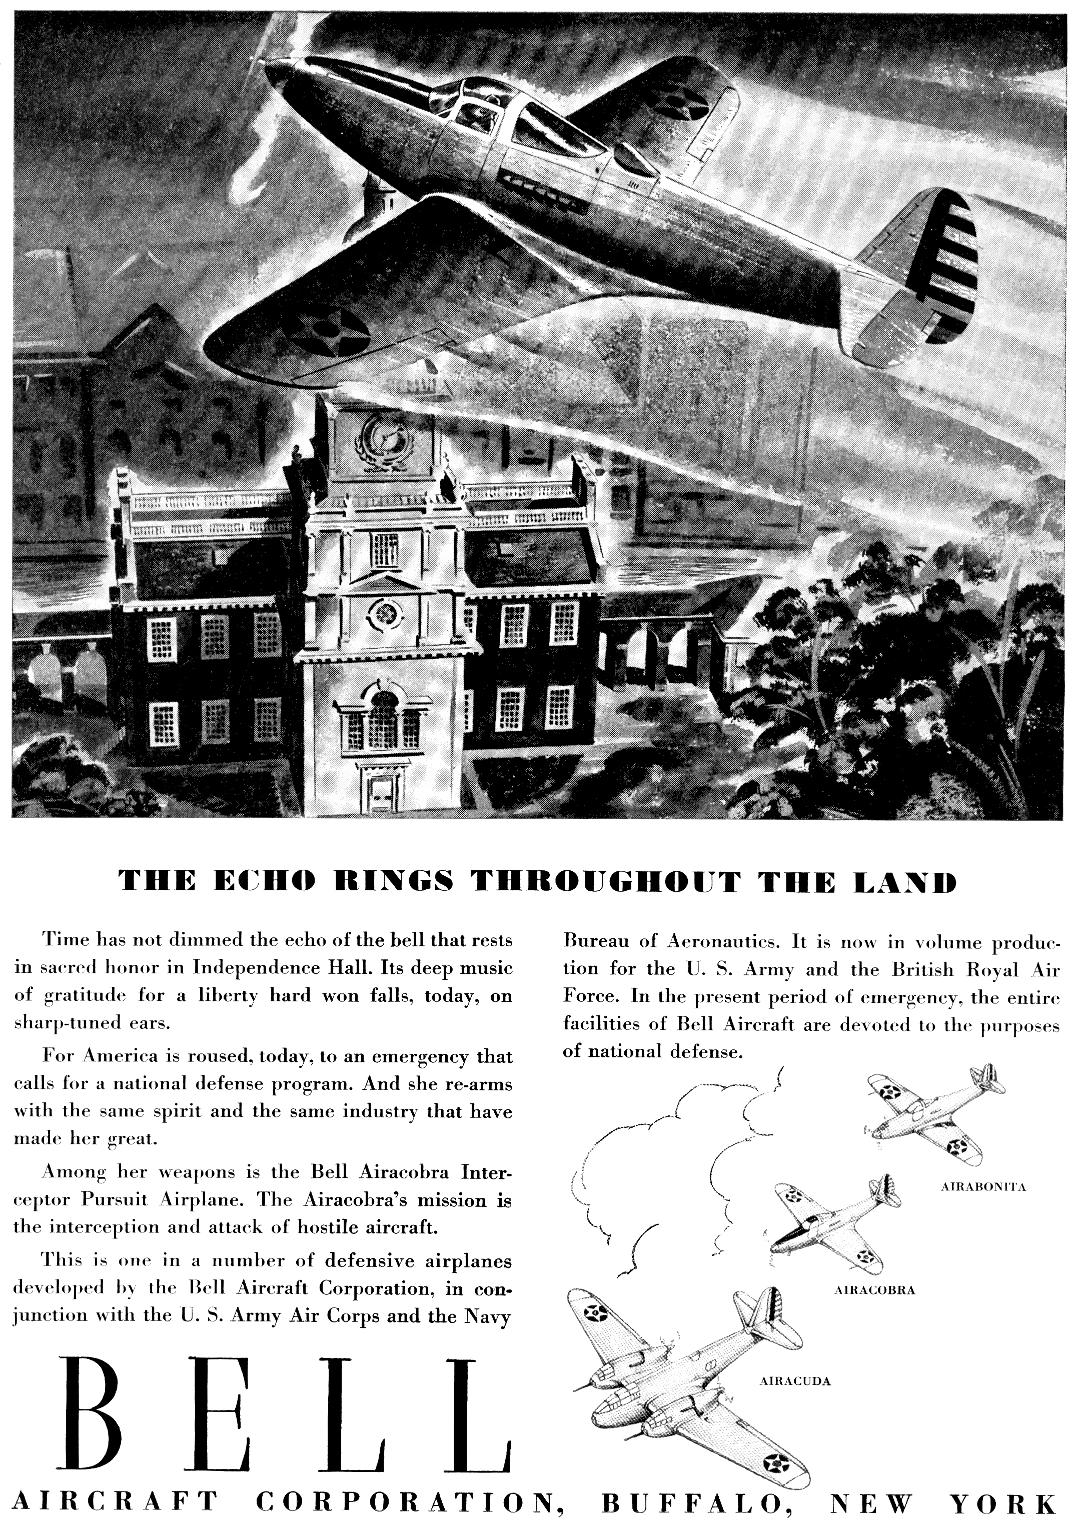 THE ECHO RINGS THROUGHOUT THE LAND
Time has not dimmed the echo of the bell that rests
in sacred honor in Independence Hall. Its deep music
of gratitude for a liberty hard won falls, today, on
sharp-tuned ears.
For America is roused, today, to an emergency that
calls for a national defense program. And she re-arms
with the same spirit and the same industry that have
made her great.
Among her weapons is the Bell Airacobra Inter-
ceptor Pursuit Airplane. The Airacobra's mission is
the interception and attack of hostile aircraft.
This is one in a number of defensive airplanes
developed by the Bell Aircraft Corporation, in con-
junction with the U. S. Army Air Corps and the Navy
Bureau of Aeronautics. It is now in volume produc-
tion for the U. S. Army and the British Royal Air
Force. In the present period of emergency, the entire
facilities of Bell Aircraft are devoted to the purposes
of national defense.
AIRABONITA
AIRACOBRA
AIRACUDA
BELL
AIRCRAFT CORPORATION, BUFFALO, NEW YORK